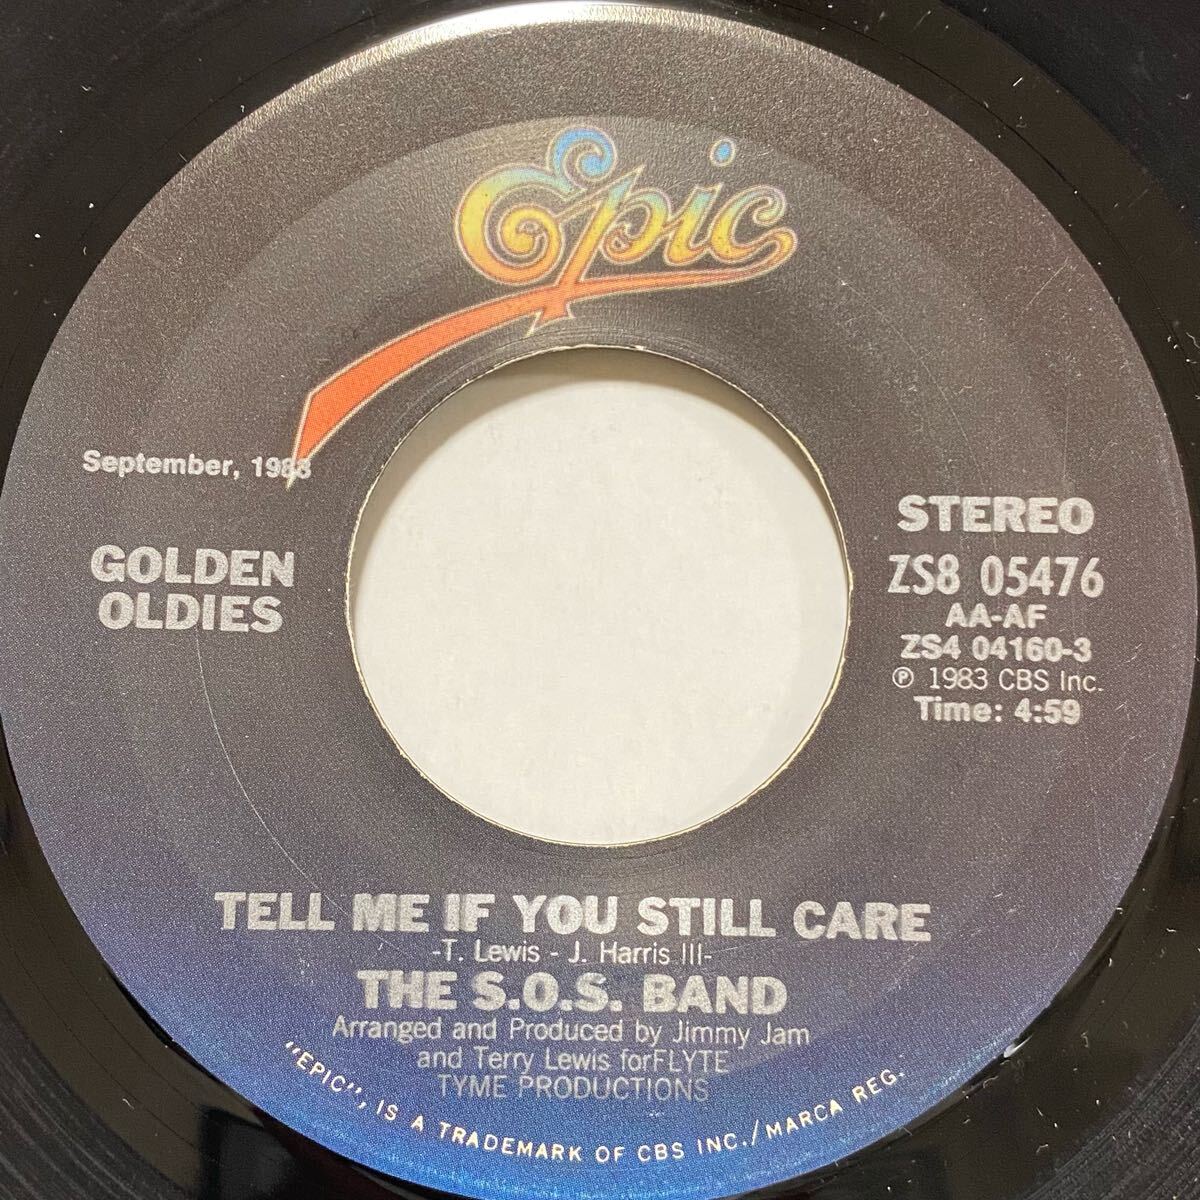 Epic
September, 1983
GOLDEN
OLDIES
STEREO
ZS8 05476
AA-AF
ZS4 04160-3
℗ 1983 CBS Inc.
Time: 4:59
TELL ME IF YOU STILL CARE
-T. Lewis - J. Harris III-
THE S.O.S. BAND
Arranged and Produced by Jimmy Jam
and Terry Lewis forFLYTE
TYME PRODUCTIONS
"EPIC", IS A TRADEMARK OF CBS INC./MARCA REG.